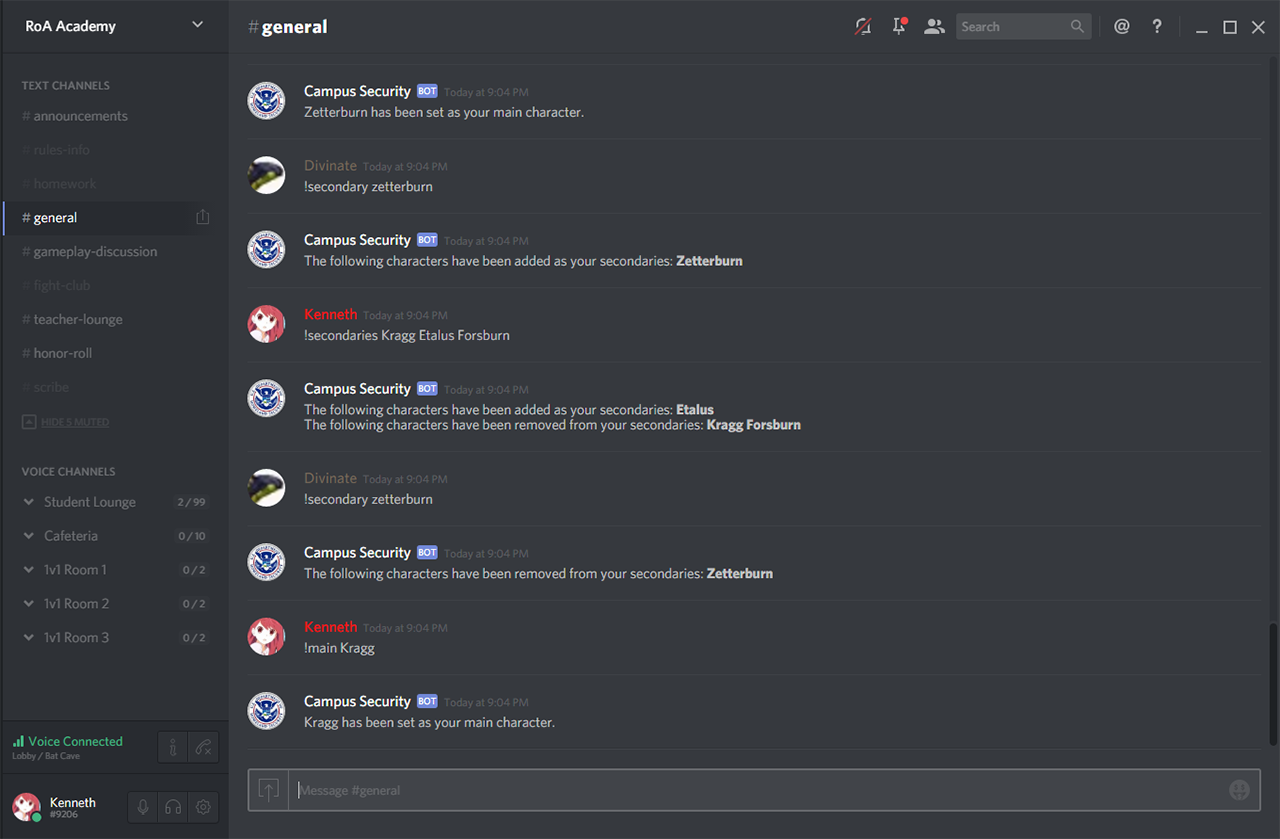 RoA Academy
TEXT CHANNELS
# announcements
# rules-info
# homework
# general
# gameplay-discussion
# fight-club
# teacher-lounge
# honor-roll
# scribe
HIDE 5 MUTED
VOICE CHANNELS
Student Lounge 2 / 99
Cafeteria 0 / 10
1v1 Room 1 0 / 2
1v1 Room 2 0 / 2
1v1 Room 3 0 / 2
Voice Connected
Lobby / Bat Cave
Kenneth
#9206
#general
Search
@ ?
Campus Security BOT Today at 9:04 PM
Zetterburn has been set as your main character.
Divinate Today at 9:04 PM
!secondary zetterburn
Campus Security BOT Today at 9:04 PM
The following characters have been added as your secondaries: Zetterburn
Kenneth Today at 9:04 PM
!secondaries Kragg Etalus Forsburn
Campus Security BOT Today at 9:04 PM
The following characters have been added as your secondaries: Etalus
The following characters have been removed from your secondaries: Kragg Forsburn
Divinate Today at 9:04 PM
!secondary zetterburn
Campus Security BOT Today at 9:04 PM
The following characters have been removed from your secondaries: Zetterburn
Kenneth Today at 9:04 PM
!main Kragg
Campus Security BOT Today at 9:04 PM
Kragg has been set as your main character.
Message #general